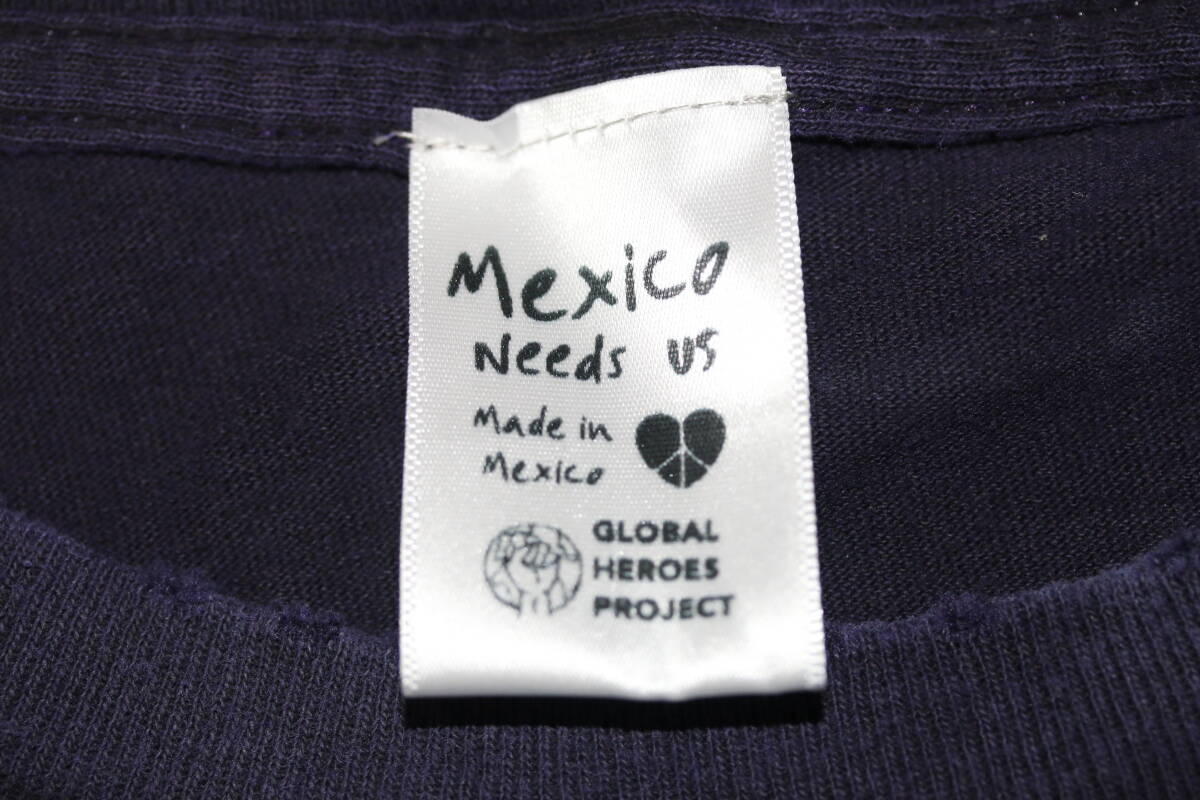 Mexico
Needs us
Made in
Mexico
GLOBAL
HEROES
PROJECT